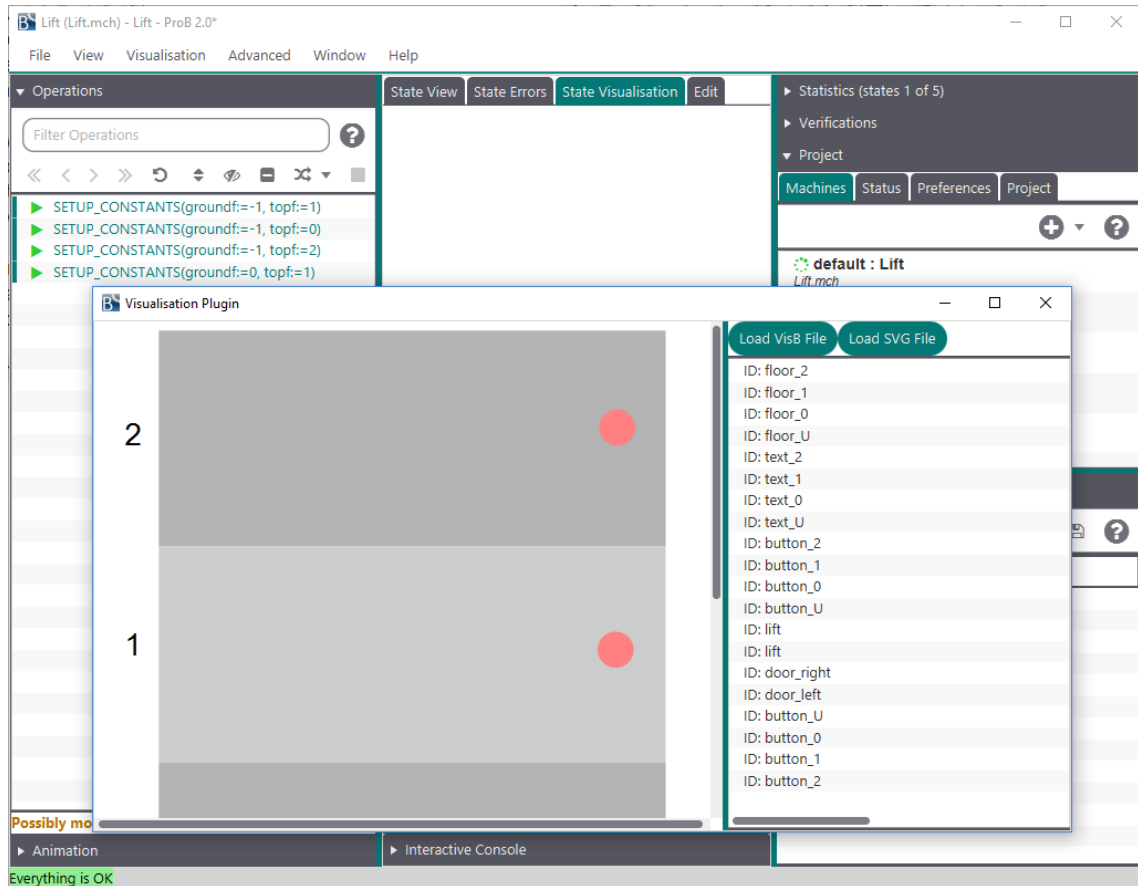 Lift (Lift.mch) - Lift - ProB 2.0*
File View Visualisation Advanced Window Help
Operations
Filter Operations
SETUP_CONSTANTS(groundf:=-1, topf:=1)
SETUP_CONSTANTS(groundf:=-1, topf:=0)
SETUP_CONSTANTS(groundf:=-1, topf:=2)
SETUP_CONSTANTS(groundf:=0, topf:=1)
Possibly mo
Animation
Everything is OK
State View State Errors State Visualisation Edit
Interactive Console
Statistics (states 1 of 5)
Verifications
Project
Machines Status Preferences Project
default : Lift
Lift.mch
Visualisation Plugin
2
1
Load VisB File Load SVG File
ID: floor_2
ID: floor_1
ID: floor_0
ID: floor_U
ID: text_2
ID: text_1
ID: text_0
ID: text_U
ID: button_2
ID: button_1
ID: button_0
ID: button_U
ID: lift
ID: lift
ID: door_right
ID: door_left
ID: button_U
ID: button_0
ID: button_1
ID: button_2